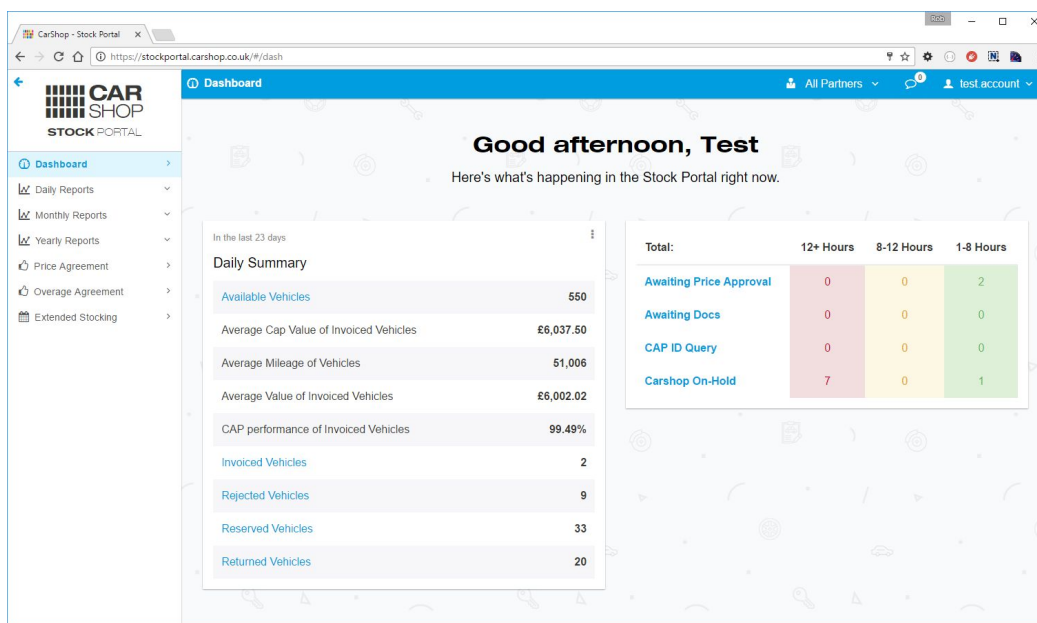 Rob
CarShop - Stock Portal
https://stockportal.carshop.co.uk/#/dash
CAR
SHOP
STOCK PORTAL
Dashboard
All Partners
0
test.account
Dashboard
Daily Reports
Monthly Reports
Yearly Reports
Price Agreement
Overage Agreement
Extended Stocking
Good afternoon, Test
Here's what's happening in the Stock Portal right now.
In the last 23 days
Daily Summary
Available Vehicles 550
Average Cap Value of Invoiced Vehicles £6,037.50
Average Mileage of Vehicles 51,006
Average Value of Invoiced Vehicles £6,002.02
CAP performance of Invoiced Vehicles 99.49%
Invoiced Vehicles 2
Rejected Vehicles 9
Reserved Vehicles 33
Returned Vehicles 20
Total: 12+ Hours 8-12 Hours 1-8 Hours
Awaiting Price Approval 0 0 2
Awaiting Docs 0 0 0
CAP ID Query 0 0 0
Carshop On-Hold 7 0 1